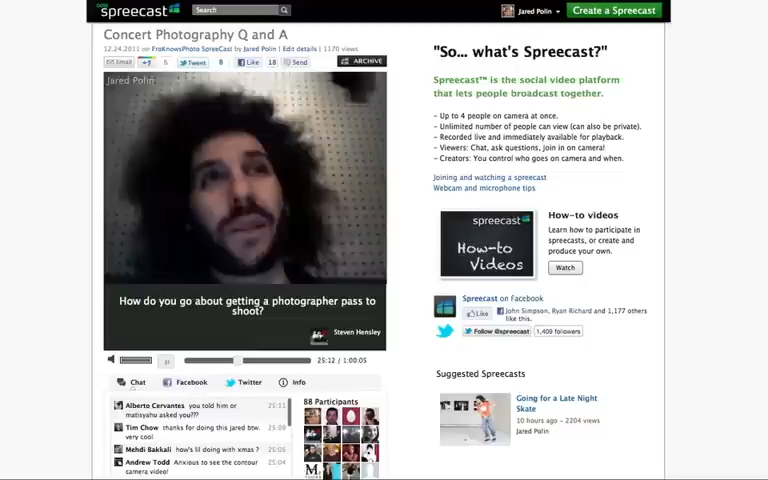 spreecast
Search
Jared Polin
Create a Spreecast
Concert Photography Q and A
12.24.2011 on FroKnowsPhoto SpreeCast by Jared Polin | Edit details | 1170 views
Email
+1
5
Tweet
8
Like
18
Send
ARCHIVE
Jared Polin
How do you go about getting a photographer pass to
shoot?
Steven Hensley
25:12 / 1:00:05
Chat
Facebook
Twitter
Info
Alberto Cervantes you told him or
matisyahu asked you???
25:11
Tim Chow thanks for doing this jared btw.
very cool
25:09
Mehdi Bakkali how's lil doing with xmas ?
25:05
Andrew Todd Anxious to see the contour
camera video!
25:04
88 Participants
"So... what's Spreecast?"
Spreecast™ is the social video platform
that lets people broadcast together.
- Up to 4 people on camera at once.
- Unlimited number of people can view (can also be private).
- Recorded live and immediately available for playback.
- Viewers: Chat, ask questions, join in on camera!
- Creators: You control who goes on camera and when.
Joining and watching a spreecast
Webcam and microphone tips
spreecast
How-to
Videos
How-to videos
Learn how to participate in
spreecasts, or create and
produce your own.
Watch
Spreecast on Facebook
Like
John Simpson, Ryan Richard and 1,177 others
like this.
Follow @spreecast
1,409 followers
Suggested Spreecasts
Going for a Late Night
Skate
10 hours ago - 2204 views
Jared Polin